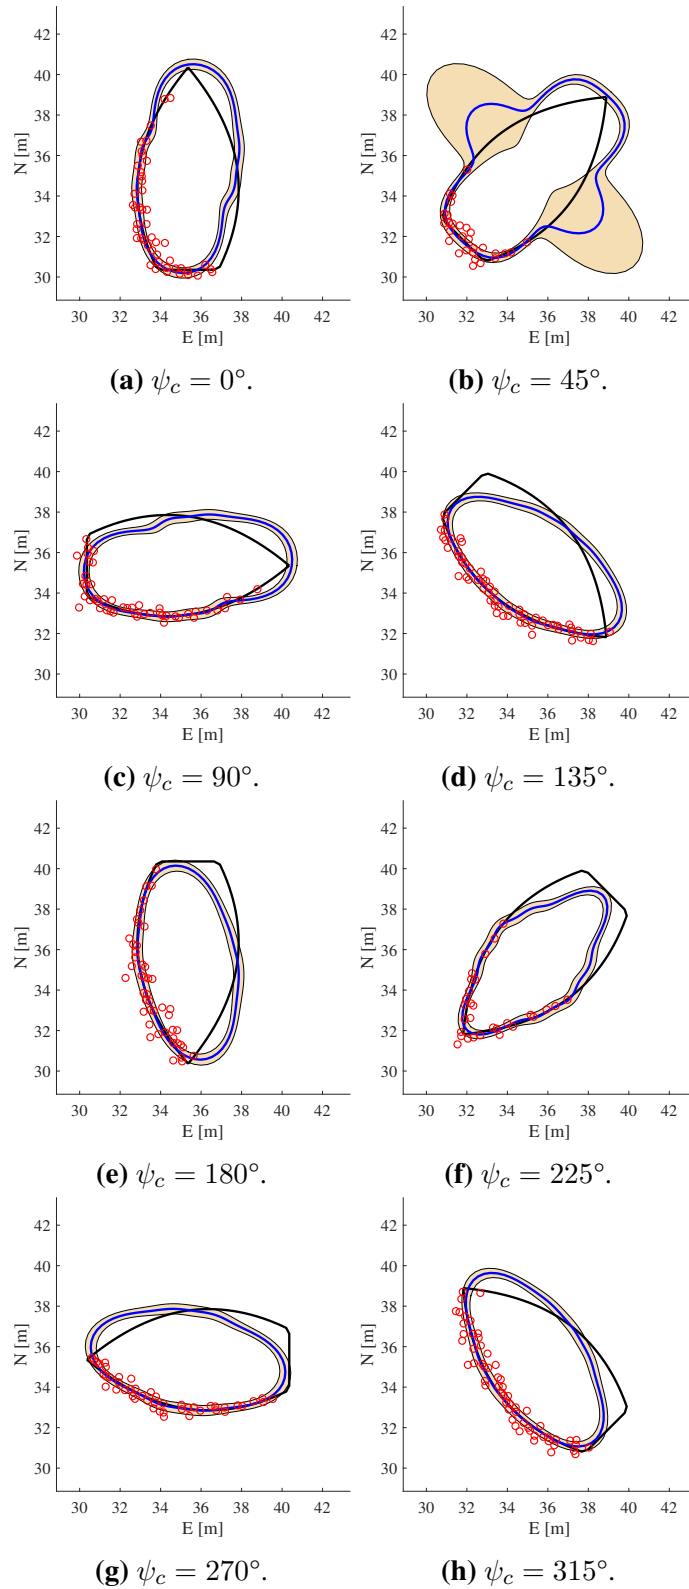 42
40
38
36
34
32
30
N [m]
30 32 34 36 38 40 42
E [m]
(a) ψc = 0°.
42
40
38
36
34
32
30
N [m]
30 32 34 36 38 40 42
E [m]
(b) ψc = 45°.
42
40
38
36
34
32
30
N [m]
30 32 34 36 38 40 42
E [m]
(c) ψc = 90°.
42
40
38
36
34
32
30
N [m]
30 32 34 36 38 40 42
E [m]
(d) ψc = 135°.
42
40
38
36
34
32
30
N [m]
30 32 34 36 38 40 42
E [m]
(e) ψc = 180°.
42
40
38
36
34
32
30
N [m]
30 32 34 36 38 40 42
E [m]
(f) ψc = 225°.
42
40
38
36
34
32
30
N [m]
30 32 34 36 38 40 42
E [m]
(g) ψc = 270°.
42
40
38
36
34
32
30
N [m]
30 32 34 36 38 40 42
E [m]
(h) ψc = 315°.